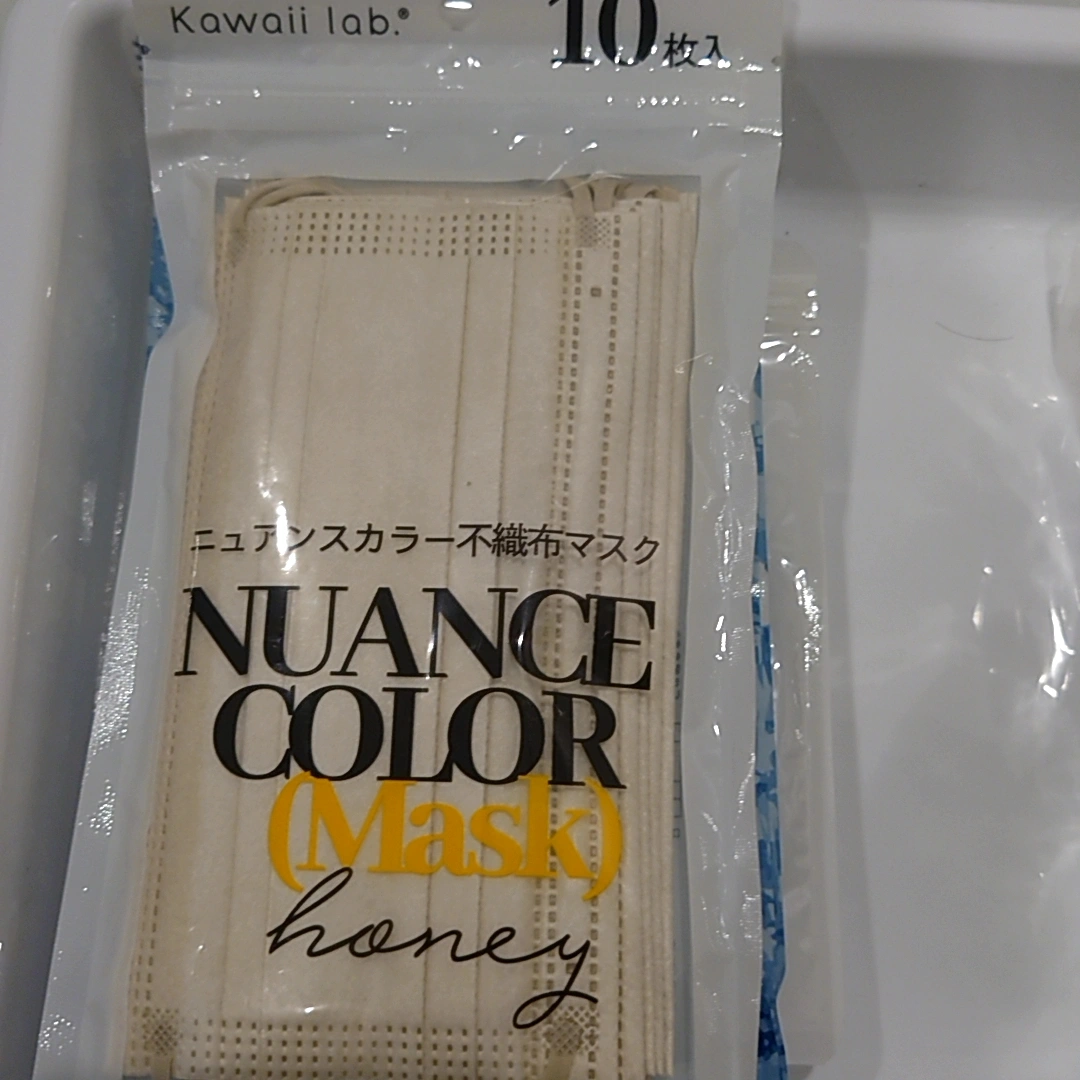 Kawaii lab.®
10枚入
ニュアンスカラー不織布マスク
NUANCE
COLOR
(Mask)
honey